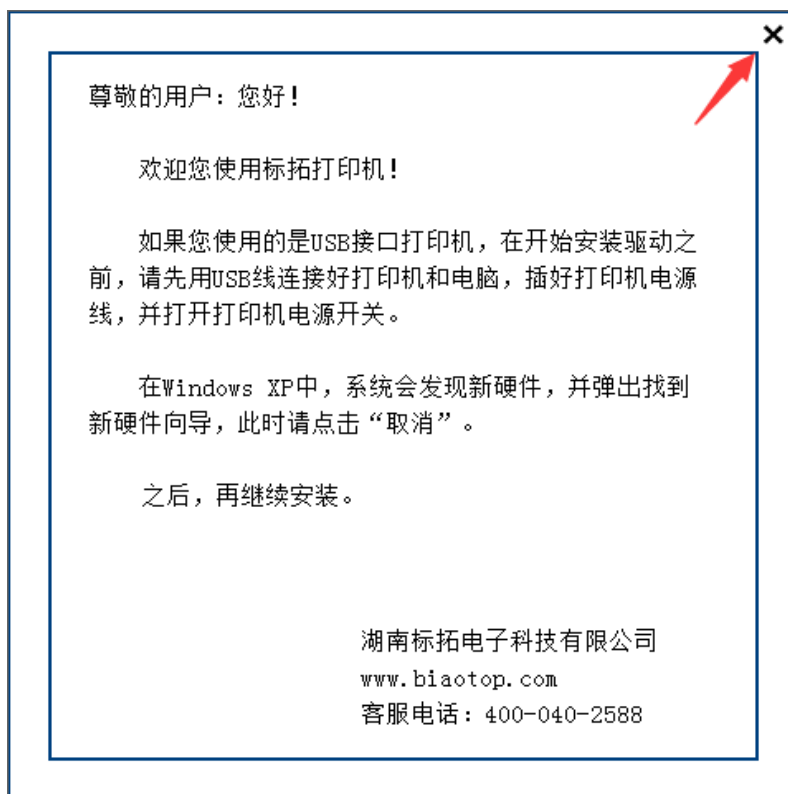 尊敬的用户：您好！
欢迎您使用标拓打印机！
如果您使用的是USB接口打印机，在开始安装驱动之
前，请先用USB线连接好打印机和电脑，插好打印机电源
线，并打开打印机电源开关。
在Windows XP中，系统会发现新硬件，并弹出找到
新硬件向导，此时请点击“取消”。
之后，再继续安装。
湖南标拓电子科技有限公司
www.biaotop.com
客服电话：400-040-2588